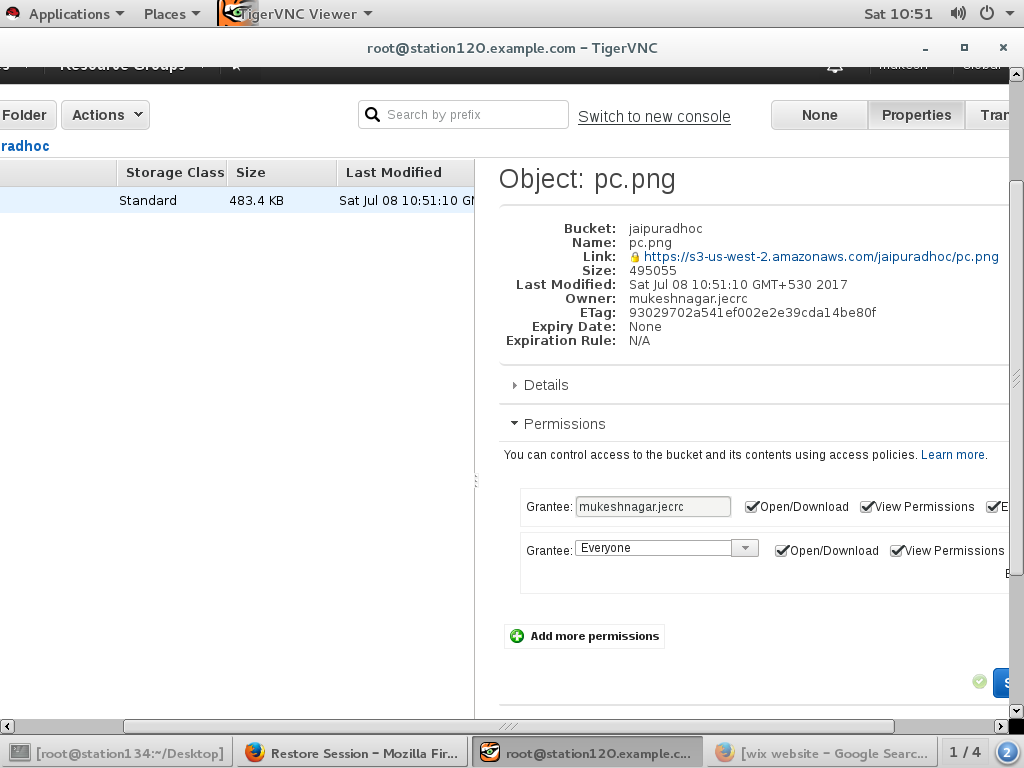 Applications Places TigerVNC Viewer Sat 10:51
root@station120.example.com – TigerVNC
Resource Groups mukesh Global
Folder Actions Search by prefix Switch to new console None Properties Tran
radhoc
Storage Class Size Last Modified
Standard 483.4 KB Sat Jul 08 10:51:10 GM
Object: pc.png
Bucket: jaipuradhoc
Name: pc.png
Link: https://s3-us-west-2.amazonaws.com/jaipuradhoc/pc.png
Size: 495055
Last Modified: Sat Jul 08 10:51:10 GMT+530 2017
Owner: mukeshnagar.jecrc
ETag: 93029702a541ef002e2e39cda14be80f
Expiry Date: None
Expiration Rule: N/A
Details
Permissions
You can control access to the bucket and its contents using access policies. Learn more.
Grantee: mukeshnagar.jecrc Open/Download View Permissions E
Grantee: Everyone Open/Download View Permissions
E
Add more permissions
S
[root@station134:~/Desktop] Restore Session – Mozilla Fir... root@station120.example.c... [wix website – Google Searc... 1 / 4 2